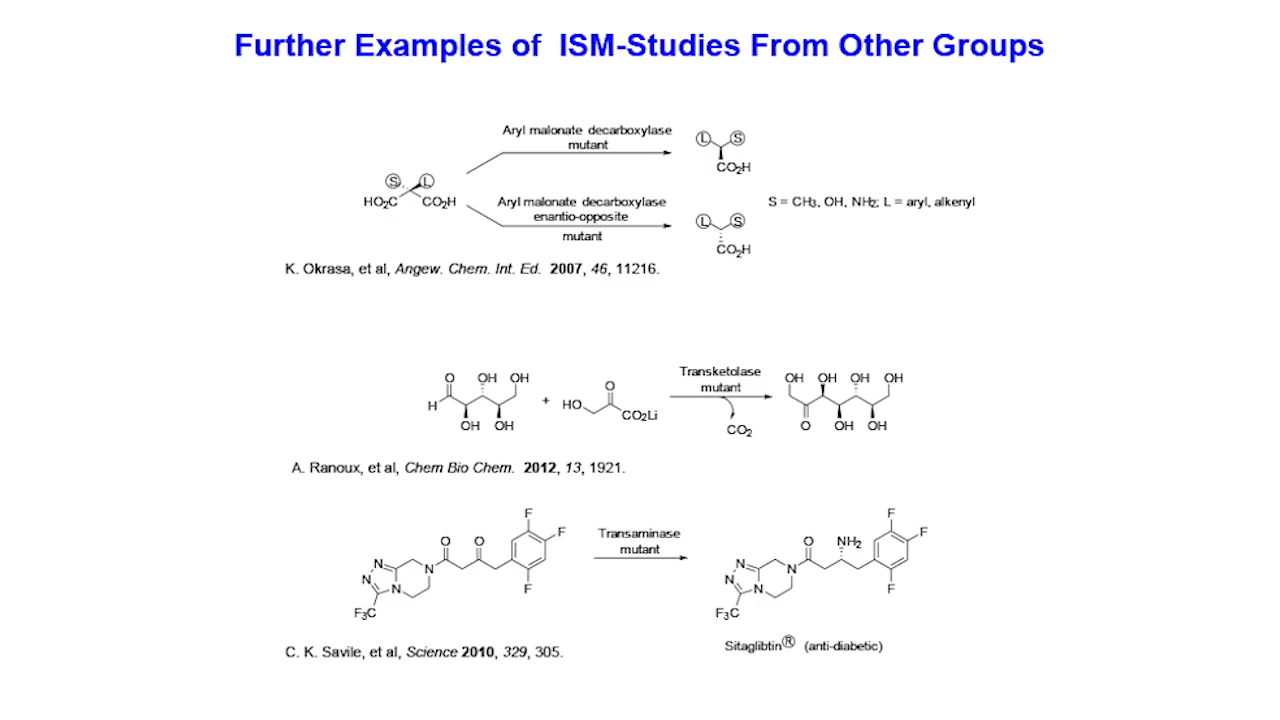 Further Examples of ISM-Studies From Other Groups
Aryl malonate decarboxylase
mutant
L S
CO₂H
S L
HO₂C CO₂H
Aryl malonate decarboxylase
enantio-opposite
mutant
L S
CO₂H
S = CH₃, OH, NH₂; L = aryl, alkenyl
K. Okrasa, et al, Angew. Chem. Int. Ed. 2007, 46, 11216.
O OH OH
H
OH OH
+
O
HO
CO₂Li
Transketolase
mutant
CO₂
OH OH OH OH
O OH OH
A. Ranoux, et al, Chem Bio Chem. 2012, 13, 1921.
F
O O F
N N
N
N
F
F₃C
Transaminase
mutant
F
O NH₂ F
N N
N
N
F
F₃C
Sitaglibtin® (anti-diabetic)
C. K. Savile, et al, Science 2010, 329, 305.